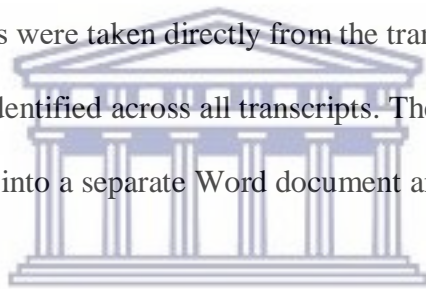 s were taken directly from the tran
dentified across all transcripts. The
into a separate Word document a